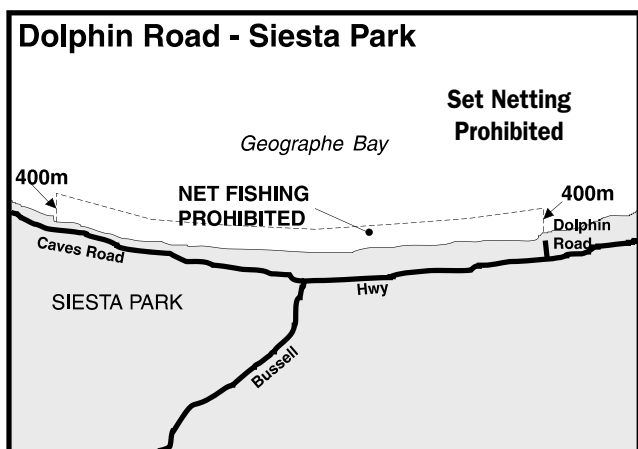 Dolphin Road - Siesta Park
Set Netting
Prohibited
Geographe Bay
400m
NET FISHING
PROHIBITED
400m
Dolphin
Road
Caves Road
SIESTA PARK
Hwy
Bussell